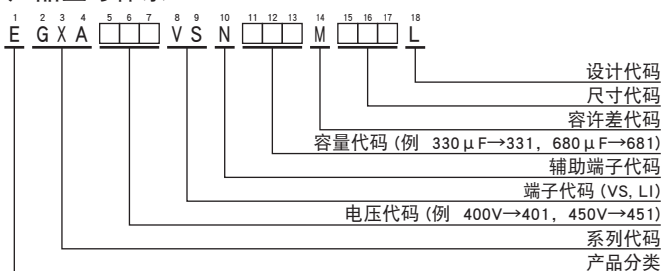 1 2 3 4 5 6 7 8 9 10 11 12 13 14 15 16 17 18
E G X A □□□ V S N □□□ M □□□ L
设计代码
尺寸代码
容许差代码
容量代码 (例 330μF→331, 680μF→681)
辅助端子代码
端子代码 (VS, LI)
电压代码 (例 400V→401, 450V→451)
系列代码
产品分类